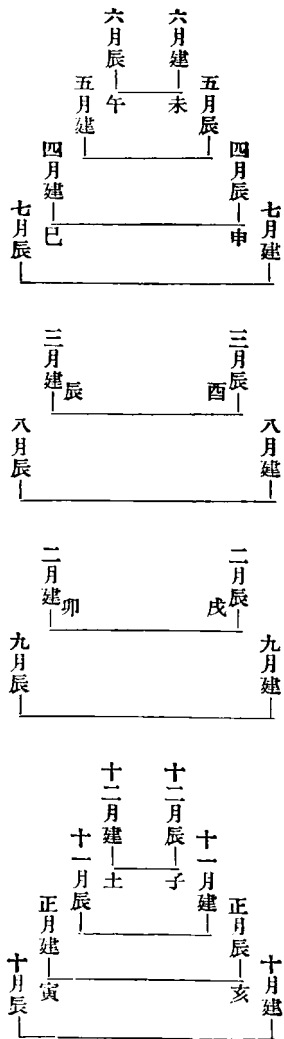 六月辰
六月建
午
未
五月建
五月辰
四月建
四月辰
巳
申
七月辰
七月建
三月建
三月辰
辰
酉
八月辰
八月建
二月建
二月辰
卯
戌
九月辰
九月建
十二月建
十二月辰
土
子
十一月辰
十一月建
正月建
正月辰
寅
亥
十月辰
十月建